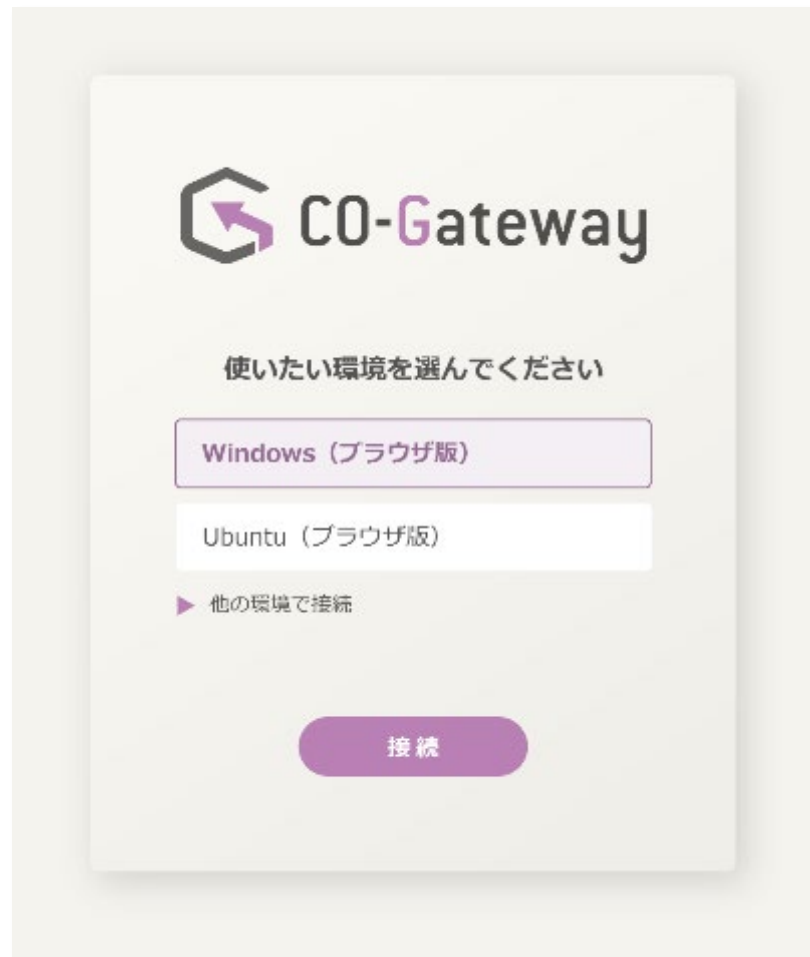 CO-Gateway
使いたい環境を選んでください
Windows（ブラウザ版）
Ubuntu（ブラウザ版）
▶ 他の環境で接続
接続